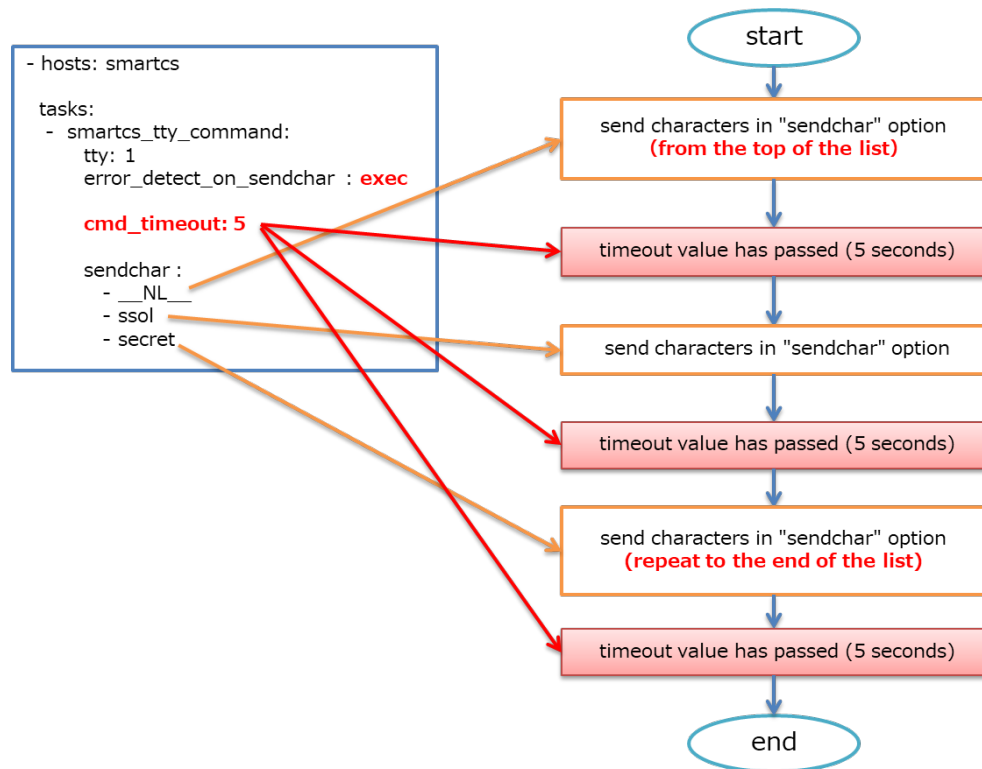 - hosts: smartcs
tasks:
- smartcs_tty_command:
tty: 1
error_detect_on_sendchar : exec
cmd_timeout: 5
sendchar :
- __NL__
- ssol
- secret
start
send characters in "sendchar" option
(from the top of the list)
timeout value has passed (5 seconds)
send characters in "sendchar" option
timeout value has passed (5 seconds)
send characters in "sendchar" option
(repeat to the end of the list)
timeout value has passed (5 seconds)
end